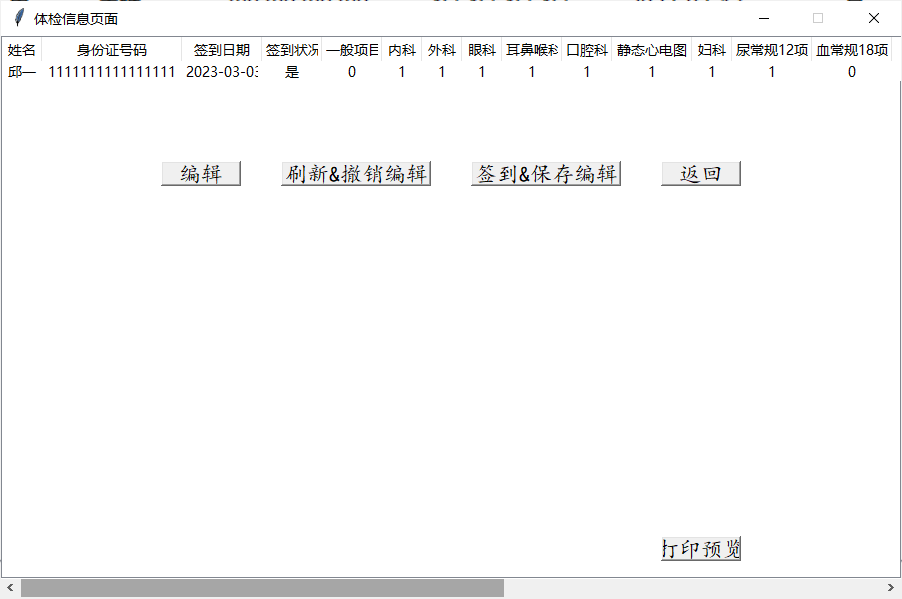 体检信息页面
姓名 身份证号码 签到日期 签到状况 一般项目 内科 外科 眼科 耳鼻喉科 口腔科 静态心电图 妇科 尿常规12项 血常规18项
邱一 1111111111111111 2023-03-03 是 0 1 1 1 1 1 1 1 1 0
编辑 刷新&撤销编辑 签到&保存编辑 返回
打印预览